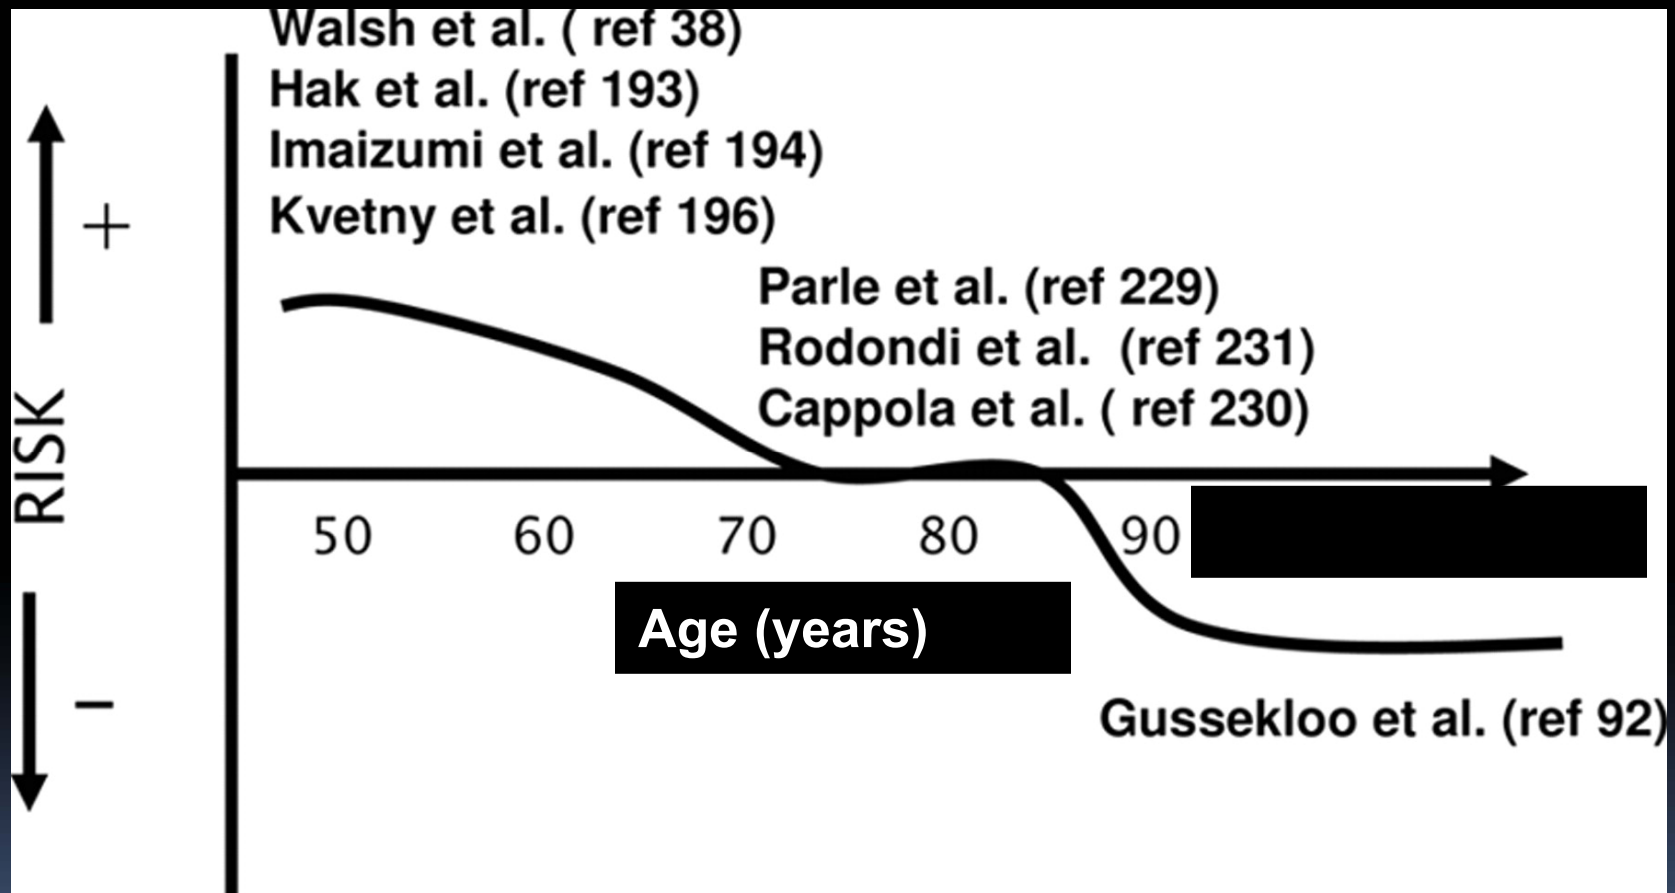 Walsh et al. ( ref 38)
Hak et al. (ref 193)
Imaizumi et al. (ref 194)
Kvetny et al. (ref 196)
+
Parle et al. (ref 229)
Rodondi et al.  (ref 231)
Cappola et al. ( ref 230)
RISK
50 60 70 80 90
Age (years)
−
Gussekloo et al. (ref 92)